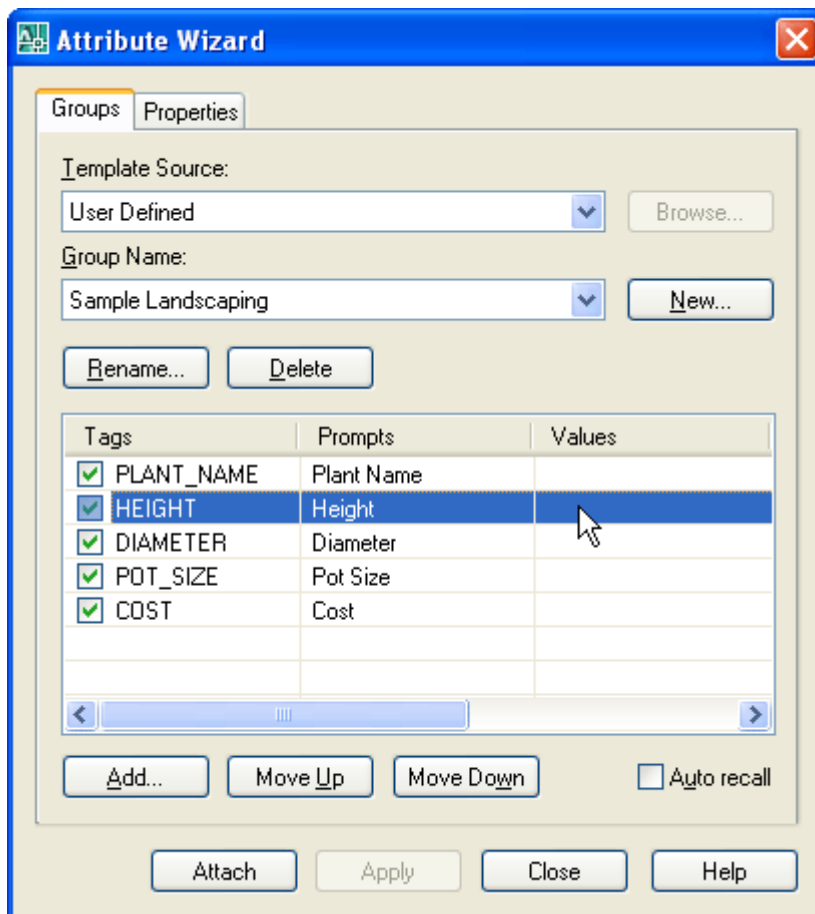 Attribute Wizard
Groups Properties
Template Source:
User Defined Browse...
Group Name:
Sample Landscaping New...
Rename... Delete
Tags Prompts Values
PLANT_NAME Plant Name
HEIGHT Height
DIAMETER Diameter
POT_SIZE Pot Size
COST Cost
Add... Move Up Move Down Auto recall
Attach Apply Close Help